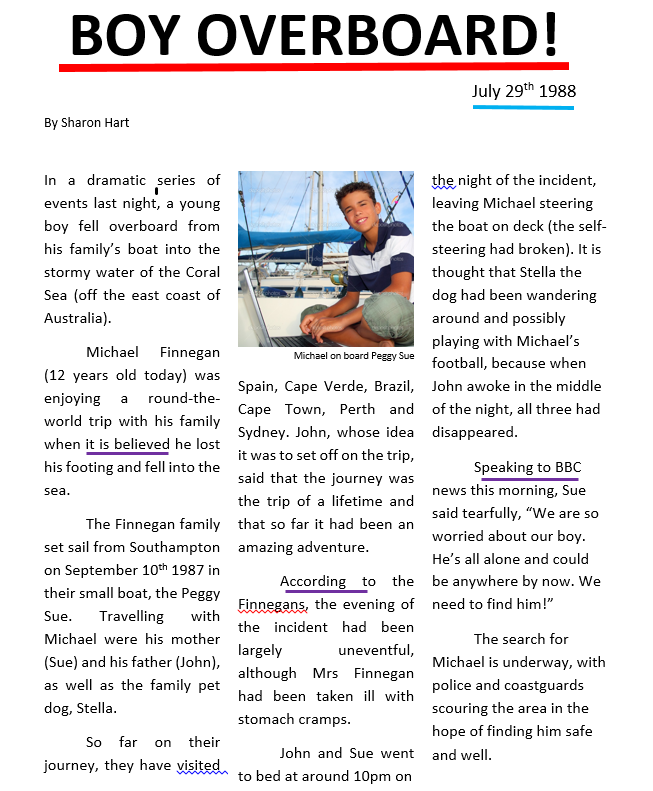 BOY OVERBOARD!
July 29th 1988
By Sharon Hart
In a dramatic series of
events last night, a young
boy fell overboard from
his family’s boat into the
stormy water of the Coral
Sea (off the east coast of
Australia).
Michael Finnegan
(12 years old today) was
enjoying a round-the-
world trip with his family
when it is believed he lost
his footing and fell into the
sea.
The Finnegan family
set sail from Southampton
on September 10th 1987 in
their small boat, the Peggy
Sue. Travelling with
Michael were his mother
(Sue) and his father (John),
as well as the family pet
dog, Stella.
So far on their
journey, they have visited
Michael on board Peggy Sue
Spain, Cape Verde, Brazil,
Cape Town, Perth and
Sydney. John, whose idea
it was to set off on the trip,
said that the journey was
the trip of a lifetime and
that so far it had been an
amazing adventure.
According to the
Finnegans, the evening of
the incident had been
largely uneventful,
although Mrs Finnegan
had been taken ill with
stomach cramps.
John and Sue went
to bed at around 10pm on
the night of the incident,
leaving Michael steering
the boat on deck (the self-
steering had broken). It is
thought that Stella the
dog had been wandering
around and possibly
playing with Michael’s
football, because when
John awoke in the middle
of the night, all three had
disappeared.
Speaking to BBC
news this morning, Sue
said tearfully, “We are so
worried about our boy.
He’s all alone and could
be anywhere by now. We
need to find him!”
The search for
Michael is underway, with
police and coastguards
scouring the area in the
hope of finding him safe
and well.